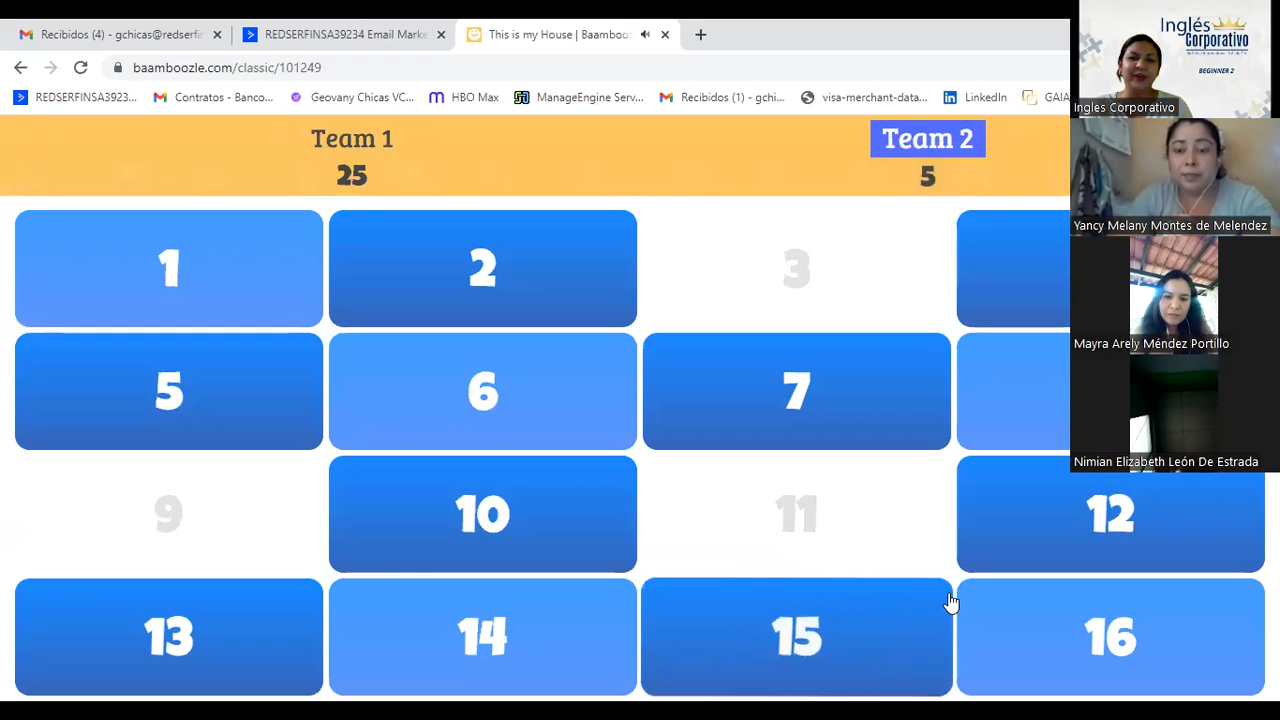 Recibidos (4) - gchicas@redserfin
REDSERFINSA39234 Email Marke
This is my House | Baamboozl
baamboozle.com/classic/101249
REDSERFINSA3923...
Contratos - Banco...
Geovany Chicas VC...
HBO Max
ManageEngine Serv...
Recibidos (1) - gchi...
visa-merchant-data...
LinkedIn
GAIA
Team 1
25
Team 2
5
1
2
3
5
6
7
9
10
11
12
13
14
15
16
Inglés
Corporativo
BEGINNER 2
Ingles Corporativo
Yancy Melany Montes de Melendez
Mayra Arely Méndez Portillo
Nimian Elizabeth León De Estrada